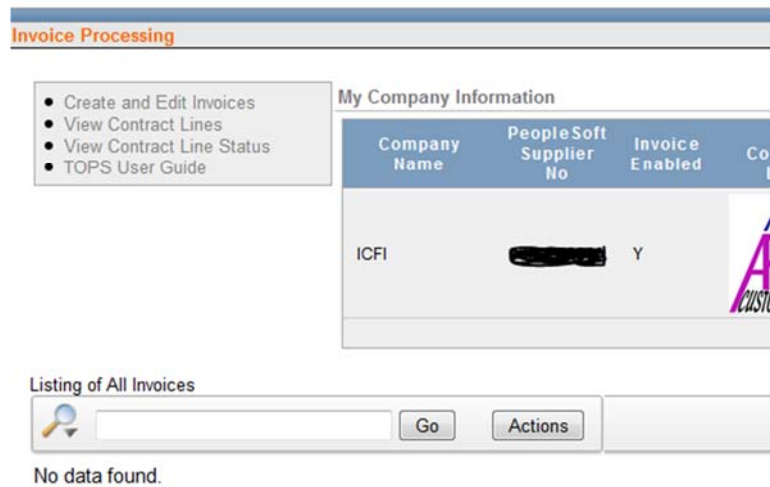 Invoice Processing
Create and Edit Invoices
View Contract Lines
View Contract Line Status
TOPS User Guide
My Company Information
Company Name
PeopleSoft Supplier No
Invoice Enabled
ICFI
Y
Listing of All Invoices
Go
Actions
No data found.